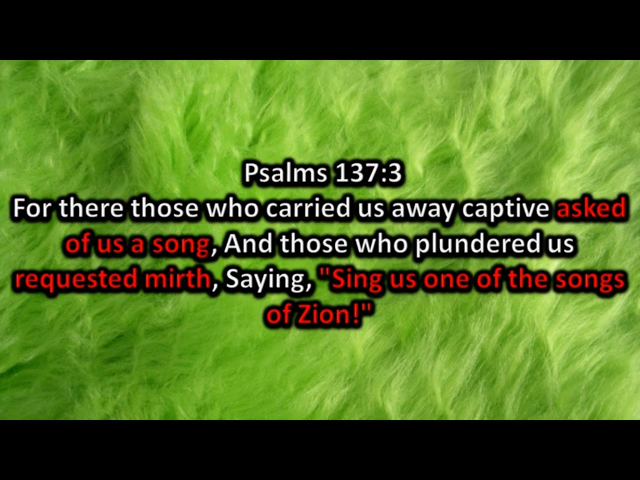 Psalms 137:3
For there those who carried us away captive asked
of us a song, And those who plundered us
requested mirth, Saying, "Sing us one of the songs
of Zion!"